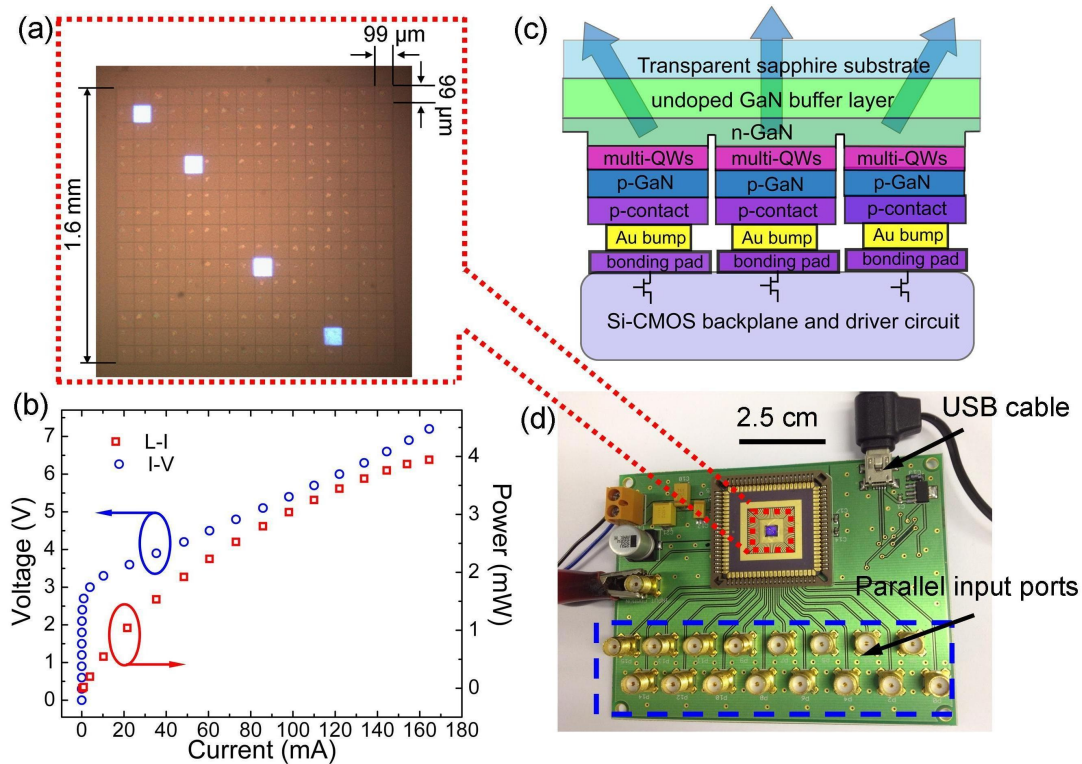 (a)
99 µm
99 µm
1.6 mm
(b)
7
6
5
4
3
2
1
0
Voltage (V)
L-I
I-V
4
3
2
1
0
Power (mW)
0 20 40 60 80 100 120 140 160 180
Current (mA)
(c)
Transparent sapphire substrate
undoped GaN buffer layer
n-GaN
multi-QWs multi-QWs multi-QWs
p-GaN p-GaN p-GaN
p-contact p-contact p-contact
Au bump Au bump Au bump
bonding pad bonding pad bonding pad
Si-CMOS backplane and driver circuit
(d)
2.5 cm
USB cable
Parallel input ports